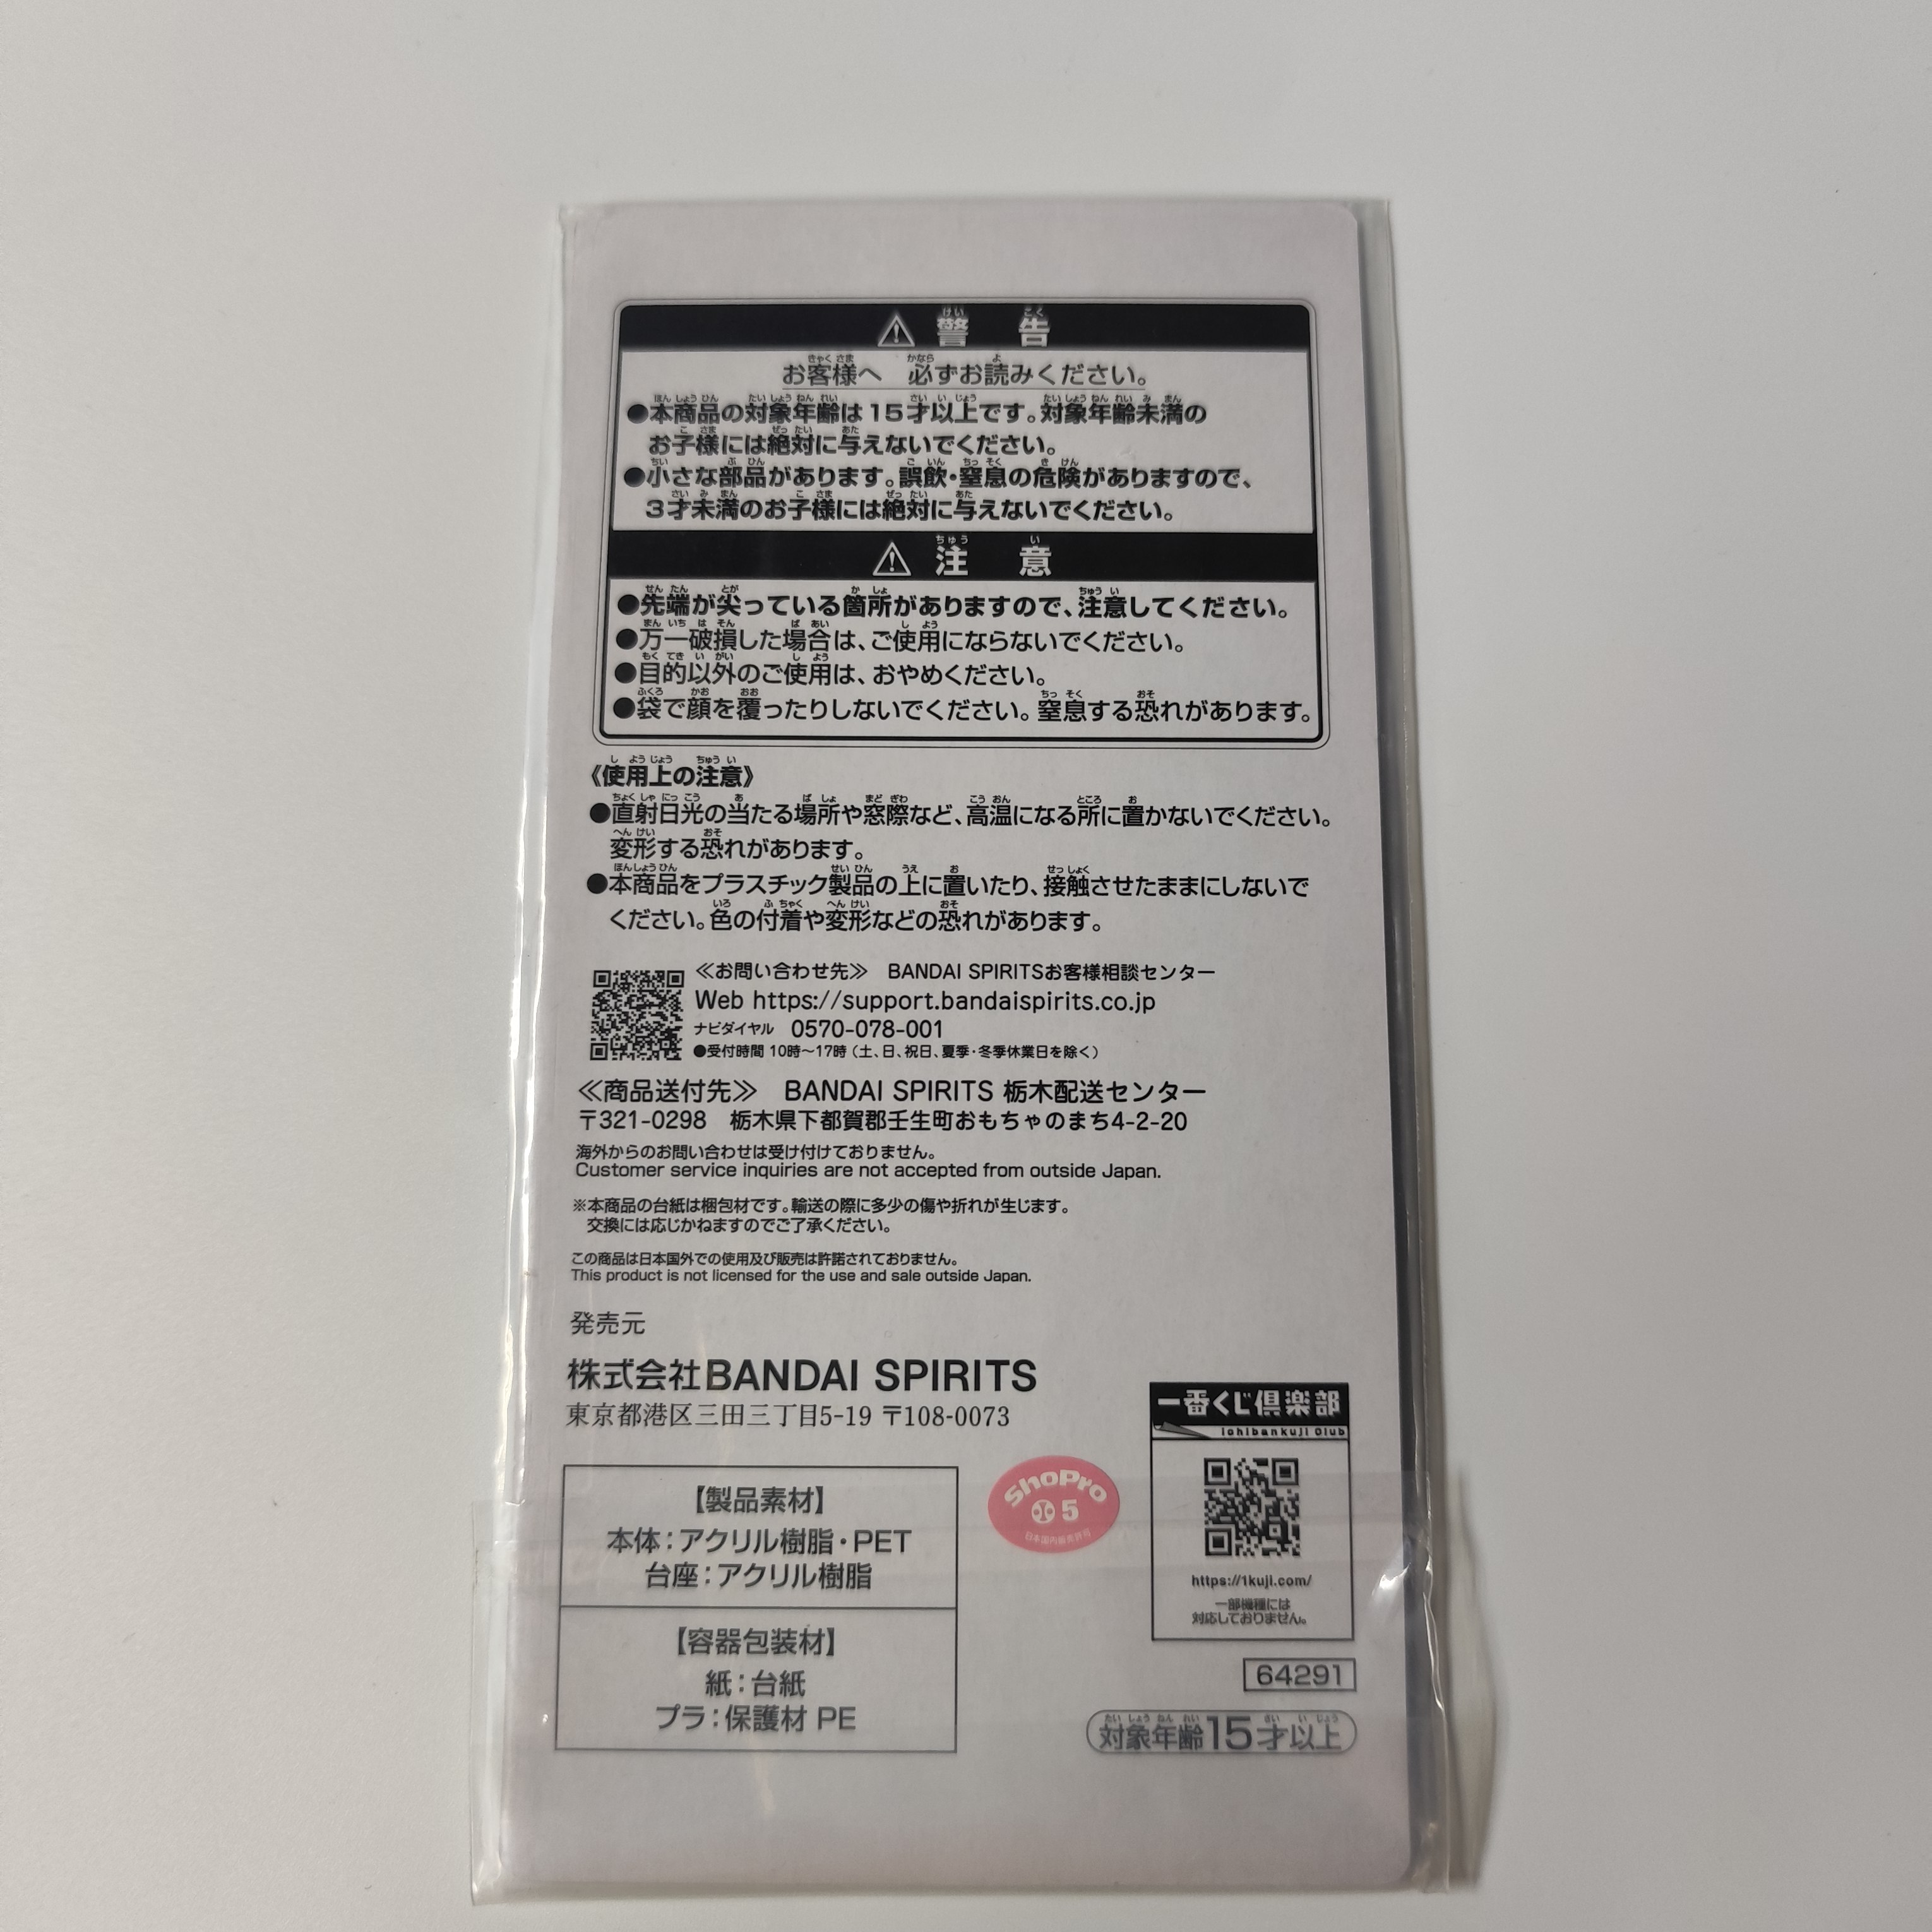 警告
お客様へ 必ずお読みください。
●本商品の対象年齢は15才以上です。対象年齢未満の
お子様には絶対に与えないでください。
●小さな部品があります。誤飲・窒息の危険がありますので、
3才未満のお子様には絶対に与えないでください。
注意
●先端が尖っている箇所がありますので、注意してください。
●万一破損した場合は、ご使用にならないでください。
●目的以外のご使用は、おやめください。
●袋で顔を覆ったりしないでください。窒息する恐れがあります。
《使用上の注意》
●直射日光の当たる場所や窓際など、高温になる所に置かないでください。
変形する恐れがあります。
●本商品をプラスチック製品の上に置いたり、接触させたままにしないで
ください。色の付着や変形などの恐れがあります。
≪お問い合わせ先≫ BANDAI SPIRITSお客様相談センター
Web https://support.bandaispirits.co.jp
ナビダイヤル 0570-078-001
●受付時間 10時～17時（土、日、祝日、夏季・冬季休業日を除く）
≪商品送付先≫ BANDAI SPIRITS 栃木配送センター
〒321-0298 栃木県下都賀郡壬生町おもちゃのまち4-2-20
海外からのお問い合わせは受け付けておりません。
Customer service inquiries are not accepted from outside Japan.
※本商品の台紙は梱包材です。輸送の際に多少の傷や折れが生じます。
交換には応じかねますのでご了承ください。
この商品は日本国外での使用及び販売は許諾されておりません。
This product is not licensed for the use and sale outside Japan.
発売元
株式会社BANDAI SPIRITS
東京都港区三田三丁目5-19 〒108-0073
【製品素材】
本体：アクリル樹脂・PET
台座：アクリル樹脂
【容器包装材】
紙：台紙
プラ：保護材 PE
ShoPro
小 5
日本国内販売許可
一番くじ倶楽部
Ichibankuji Club
https://1kuji.com/
一部機種には
対応しておりません。
64291
対象年齢15才以上